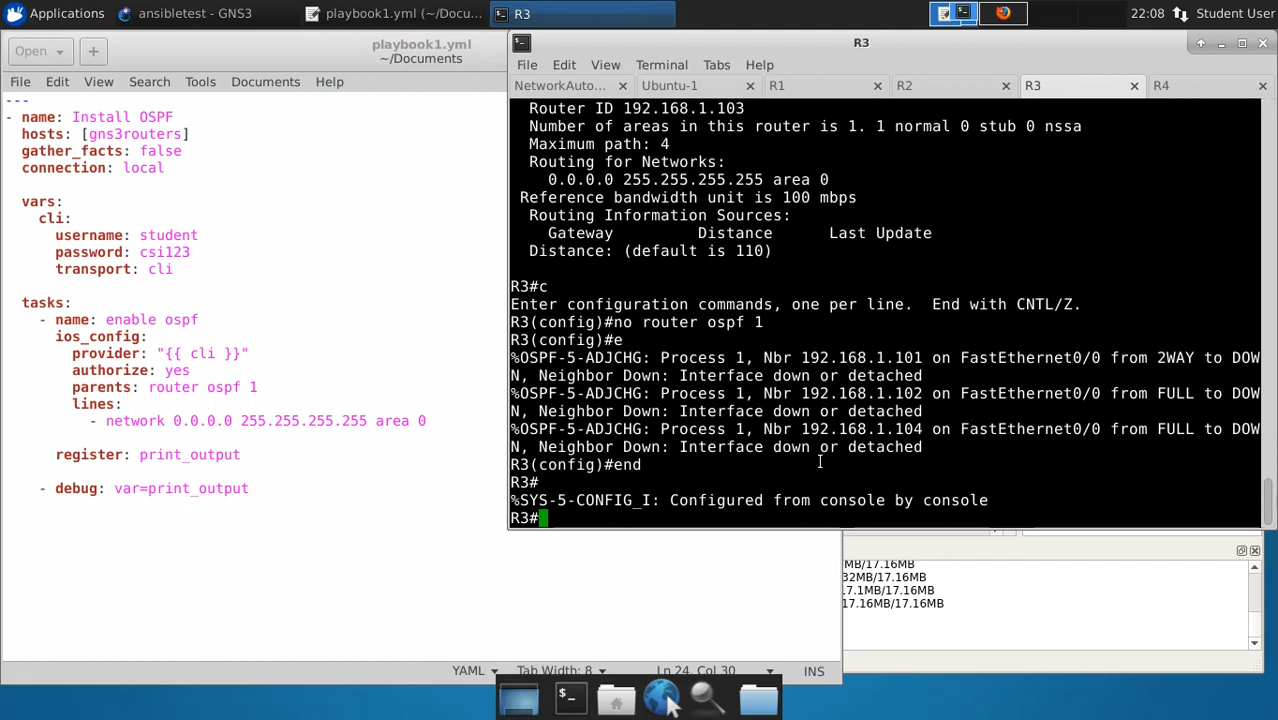 Applications
ansibletest - GNS3
playbook1.yml (~/Docu...
R3
22:08
Student User
Open
+
playbook1.yml
~/Documents
File Edit View Search Tools Documents Help
---
- name: Install OSPF
hosts: [gns3routers]
gather_facts: false
connection: local
vars:
cli:
username: student
password: csi123
transport: cli
tasks:
- name: enable ospf
ios_config:
provider: "{{ cli }}"
authorize: yes
parents: router ospf 1
lines:
- network 0.0.0.0 255.255.255.255 area 0
register: print_output
- debug: var=print_output
YAML Tab Width: 8 Ln 24, Col 30 INS
R3
File Edit View Terminal Tabs Help
NetworkAuto... Ubuntu-1 R1 R2 R3 R4
Router ID 192.168.1.103
Number of areas in this router is 1. 1 normal 0 stub 0 nssa
Maximum path: 4
Routing for Networks:
0.0.0.0 255.255.255.255 area 0
Reference bandwidth unit is 100 mbps
Routing Information Sources:
Gateway Distance Last Update
Distance: (default is 110)
R3#c
Enter configuration commands, one per line. End with CNTL/Z.
R3(config)#no router ospf 1
R3(config)#e
%OSPF-5-ADJCHG: Process 1, Nbr 192.168.1.101 on FastEthernet0/0 from 2WAY to DOW
N, Neighbor Down: Interface down or detached
%OSPF-5-ADJCHG: Process 1, Nbr 192.168.1.102 on FastEthernet0/0 from FULL to DOW
N, Neighbor Down: Interface down or detached
%OSPF-5-ADJCHG: Process 1, Nbr 192.168.1.104 on FastEthernet0/0 from FULL to DOW
N, Neighbor Down: Interface down or detached
R3(config)#end
R3#
%SYS-5-CONFIG_I: Configured from console by console
R3#
MB/17.16MB
32MB/17.16MB
17.1MB/17.16MB
17.16MB/17.16MB